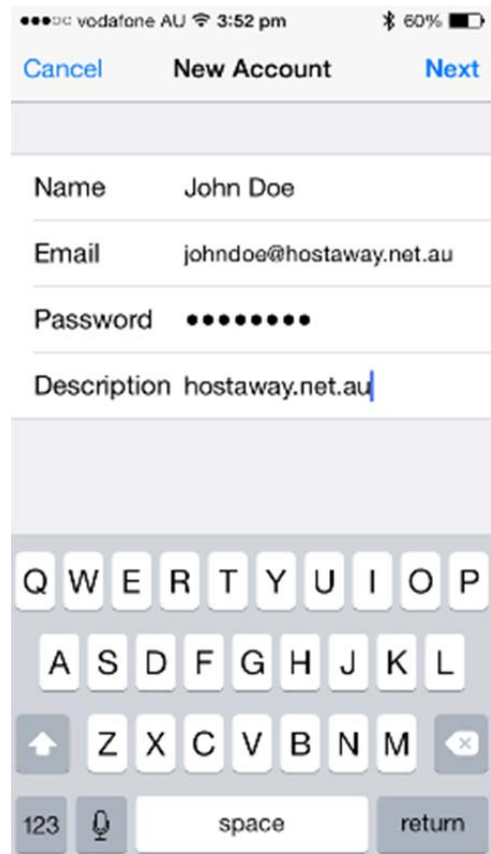 vodafone AU 3:52 pm 60%
Cancel New Account Next
Name John Doe
Email johndoe@hostaway.net.au
Password ••••••••
Description hostaway.net.au
Q W E R T Y U I O P
A S D F G H J K L
Z X C V B N M
123 space return